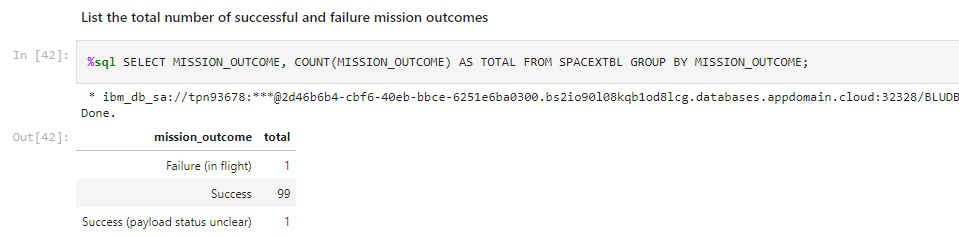 List the total number of successful and failure mission outcomes
In [42]: %sql SELECT MISSION_OUTCOME, COUNT(MISSION_OUTCOME) AS TOTAL FROM SPACEXTBL GROUP BY MISSION_OUTCOME;
* ibm_db_sa://tpn93678:***@2d46b6b4-cbf6-40eb-bbce-6251e6ba0300.bs2io90l08kqb1od8lcg.databases.appdomain.cloud:32328/BLUDB
Done.
Out[42]: mission_outcome total
Failure (in flight) 1
Success 99
Success (payload status unclear) 1